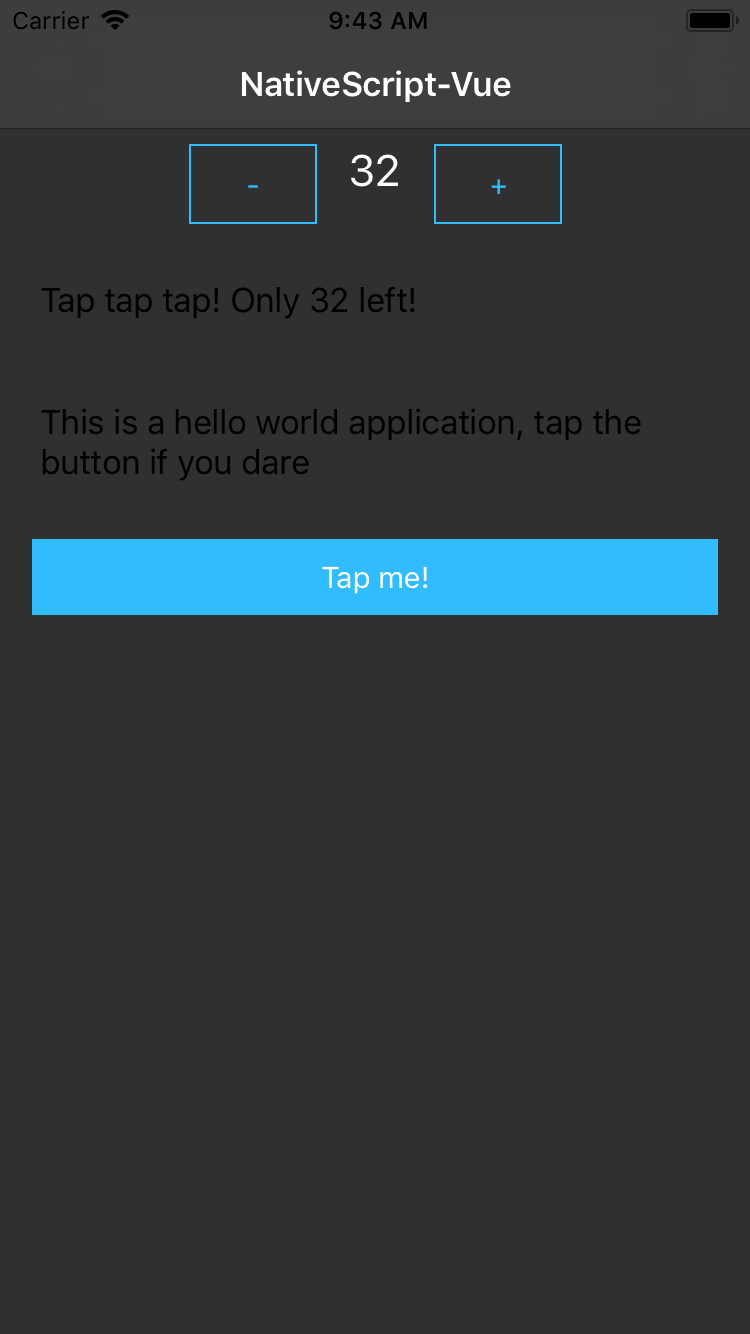 Carrier 9:43 AM
NativeScript-Vue
- 32 +
Tap tap tap! Only 32 left!
This is a hello world application, tap the
button if you dare
Tap me!